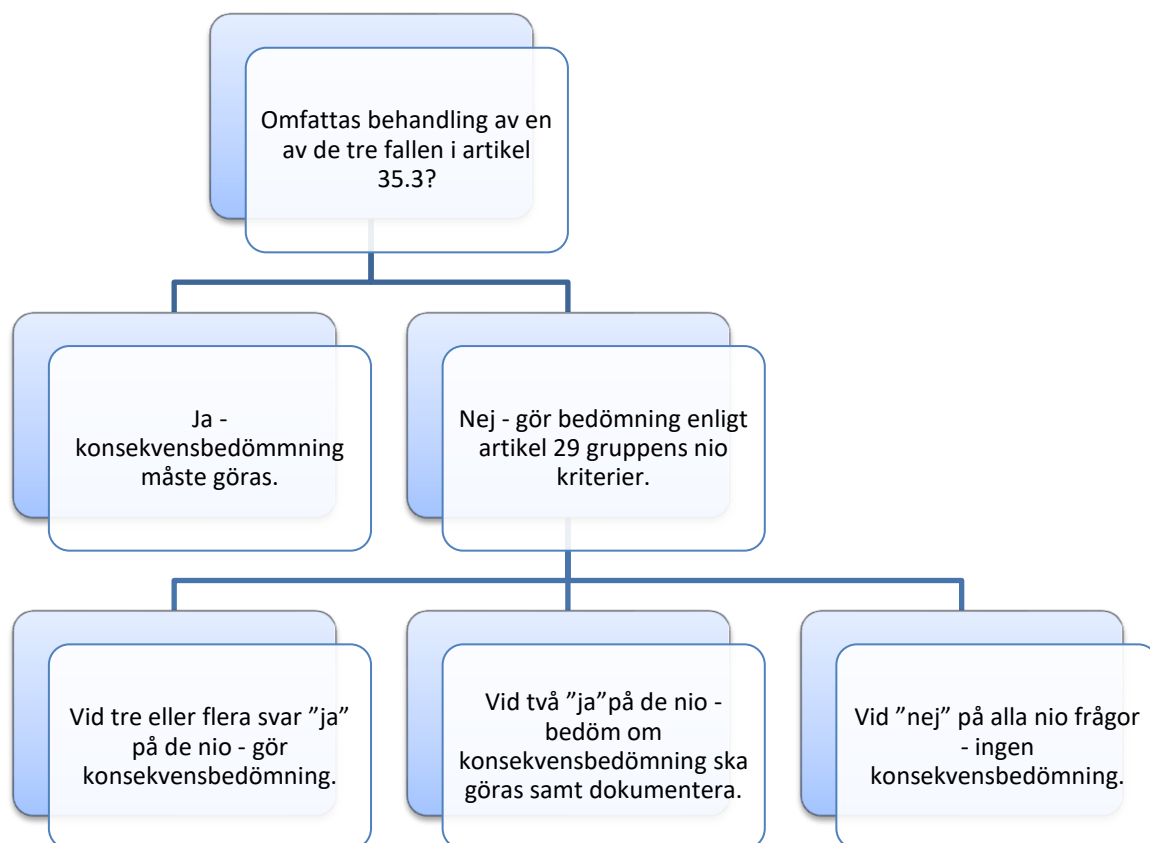 Omfattas behandling av en
av de tre fallen i artikel
35.3?
Ja -
konsekvensbedömmning
måste göras.
Nej - gör bedömning enligt
artikel 29 gruppens nio
kriterier.
Vid tre eller flera svar ”ja”
på de nio - gör
konsekvensbedömning.
Vid två ”ja”på de nio -
bedöm om
konsekvensbedömning ska
göras samt dokumentera.
Vid ”nej” på alla nio frågor
- ingen
konsekvensbedömning.